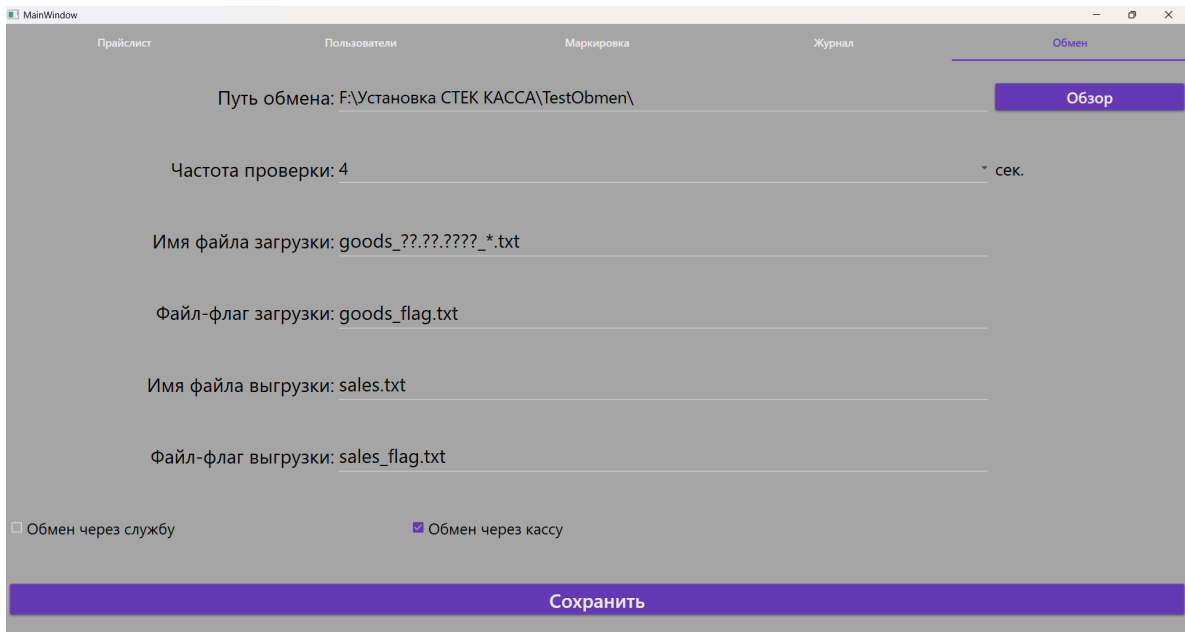 MainWindow
Прайслист Пользователи Маркировка Журнал Обмен
Путь обмена: F:\Установка СТЕК КАССА\TestObmen\ Обзор
Частота проверки: 4 сек.
Имя файла загрузки: goods_??.??.????_*.txt
Файл-флаг загрузки: goods_flag.txt
Имя файла выгрузки: sales.txt
Файл-флаг выгрузки: sales_flag.txt
Обмен через службу Обмен через кассу
Сохранить